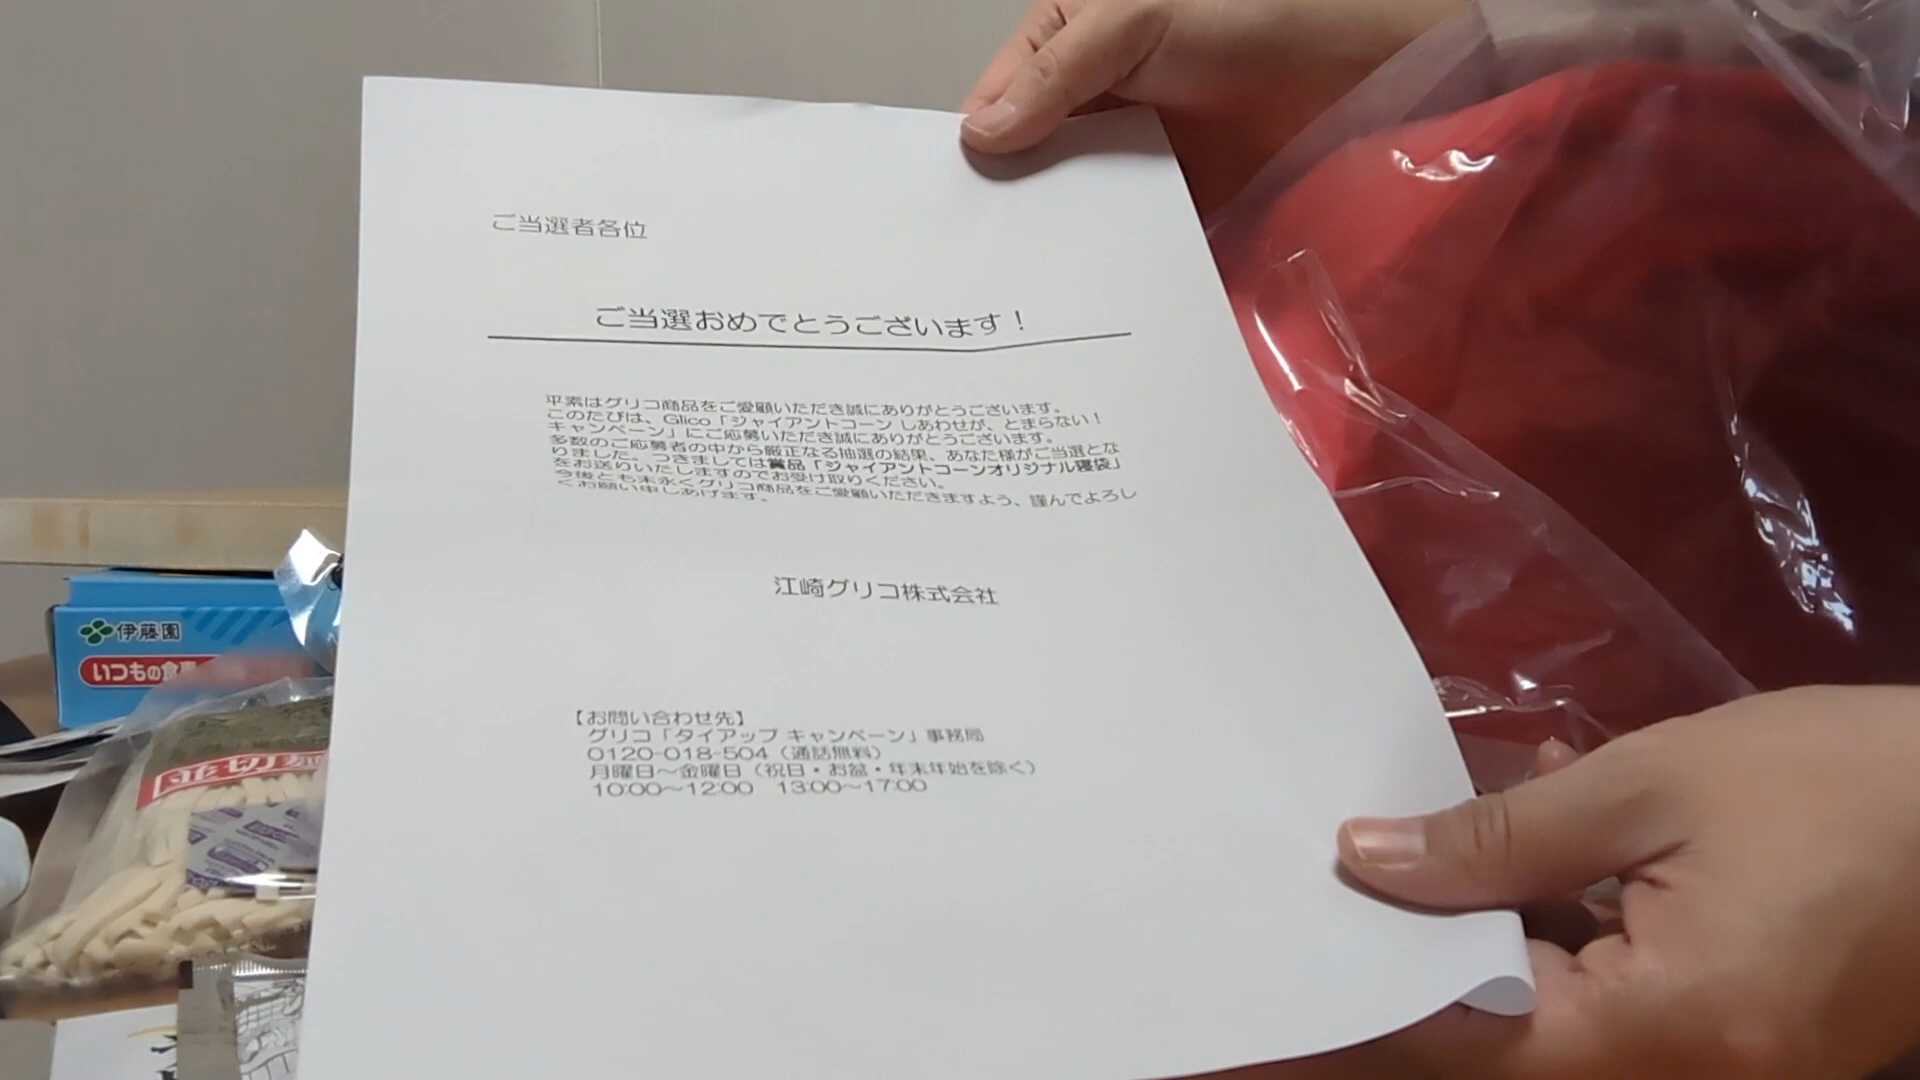 ご当選者各位
ご当選おめでとうございます！
平素はグリコ商品をご愛顧いただき誠にありがとうございます。
このたびは、Glico「ジャイアントコーン しあわせが、とまらない！
キャンペーン」にご応募いただき誠にありがとうございます。
多数のご応募者の中から厳正なる抽選の結果、あなた様がご当選とな
りました。つきましては賞品「ジャイアントコーンオリジナル寝袋」
をお送りいたしますのでお受け取りください。
今後とも末永くグリコ商品をご愛顧いただきますよう、謹んでよろし
くお願い申しあげます。
江崎グリコ株式会社
【お問い合わせ先】
グリコ「タイアップ キャンペーン」事務局
0120-018-504（通話無料）
月曜日～金曜日（祝日・お盆・年末年始を除く）
10:00～12:00　13:00～17:00
伊藤園
いつもの食事
並切